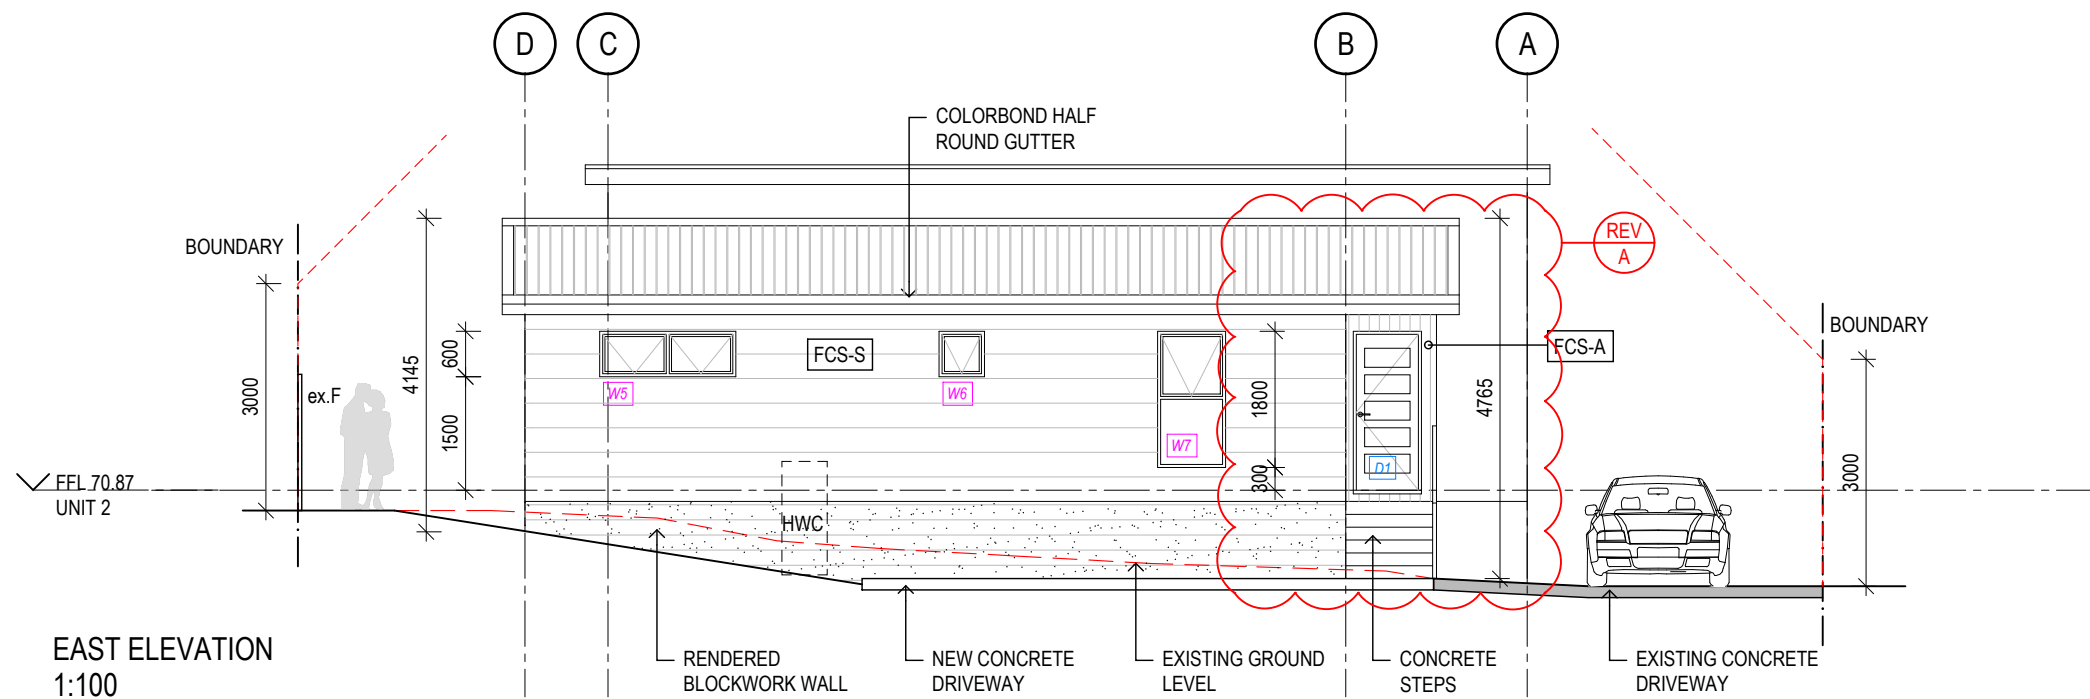 D
C
B
A
COLORBOND HALF
ROUND GUTTER
REV
A
BOUNDARY
BOUNDARY
3000
ex.F
4145
600
1500
FCS-S
W5
W6
W7
1800
300
D1
FCS-A
4765
3000
FFL 70.87
UNIT 2
HWC
EAST ELEVATION
1:100
RENDERED
BLOCKWORK WALL
NEW CONCRETE
DRIVEWAY
EXISTING GROUND
LEVEL
CONCRETE
STEPS
EXISTING CONCRETE
DRIVEWAY